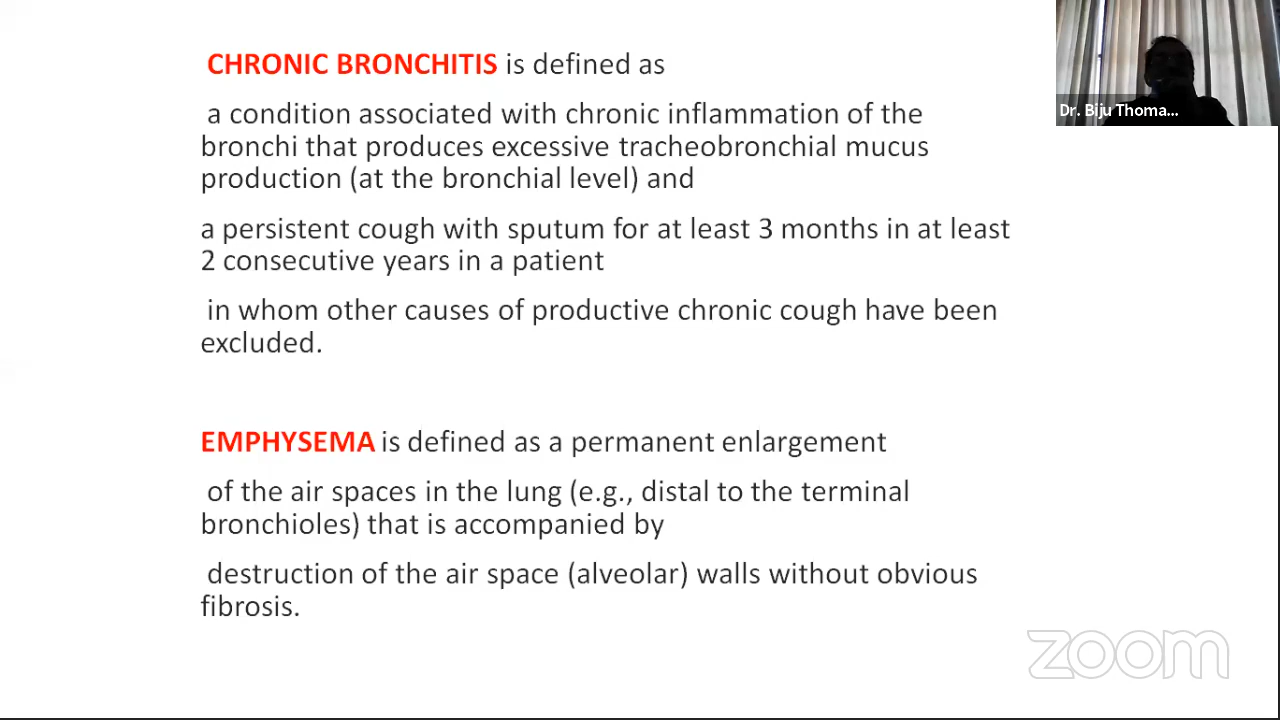 CHRONIC BRONCHITIS is defined as
a condition associated with chronic inflammation of the
bronchi that produces excessive tracheobronchial mucus
production (at the bronchial level) and
a persistent cough with sputum for at least 3 months in at least
2 consecutive years in a patient
in whom other causes of productive chronic cough have been
excluded.
EMPHYSEMA is defined as a permanent enlargement
of the air spaces in the lung (e.g., distal to the terminal
bronchioles) that is accompanied by
destruction of the air space (alveolar) walls without obvious
fibrosis.
Dr. Biju Thoma...
zoom